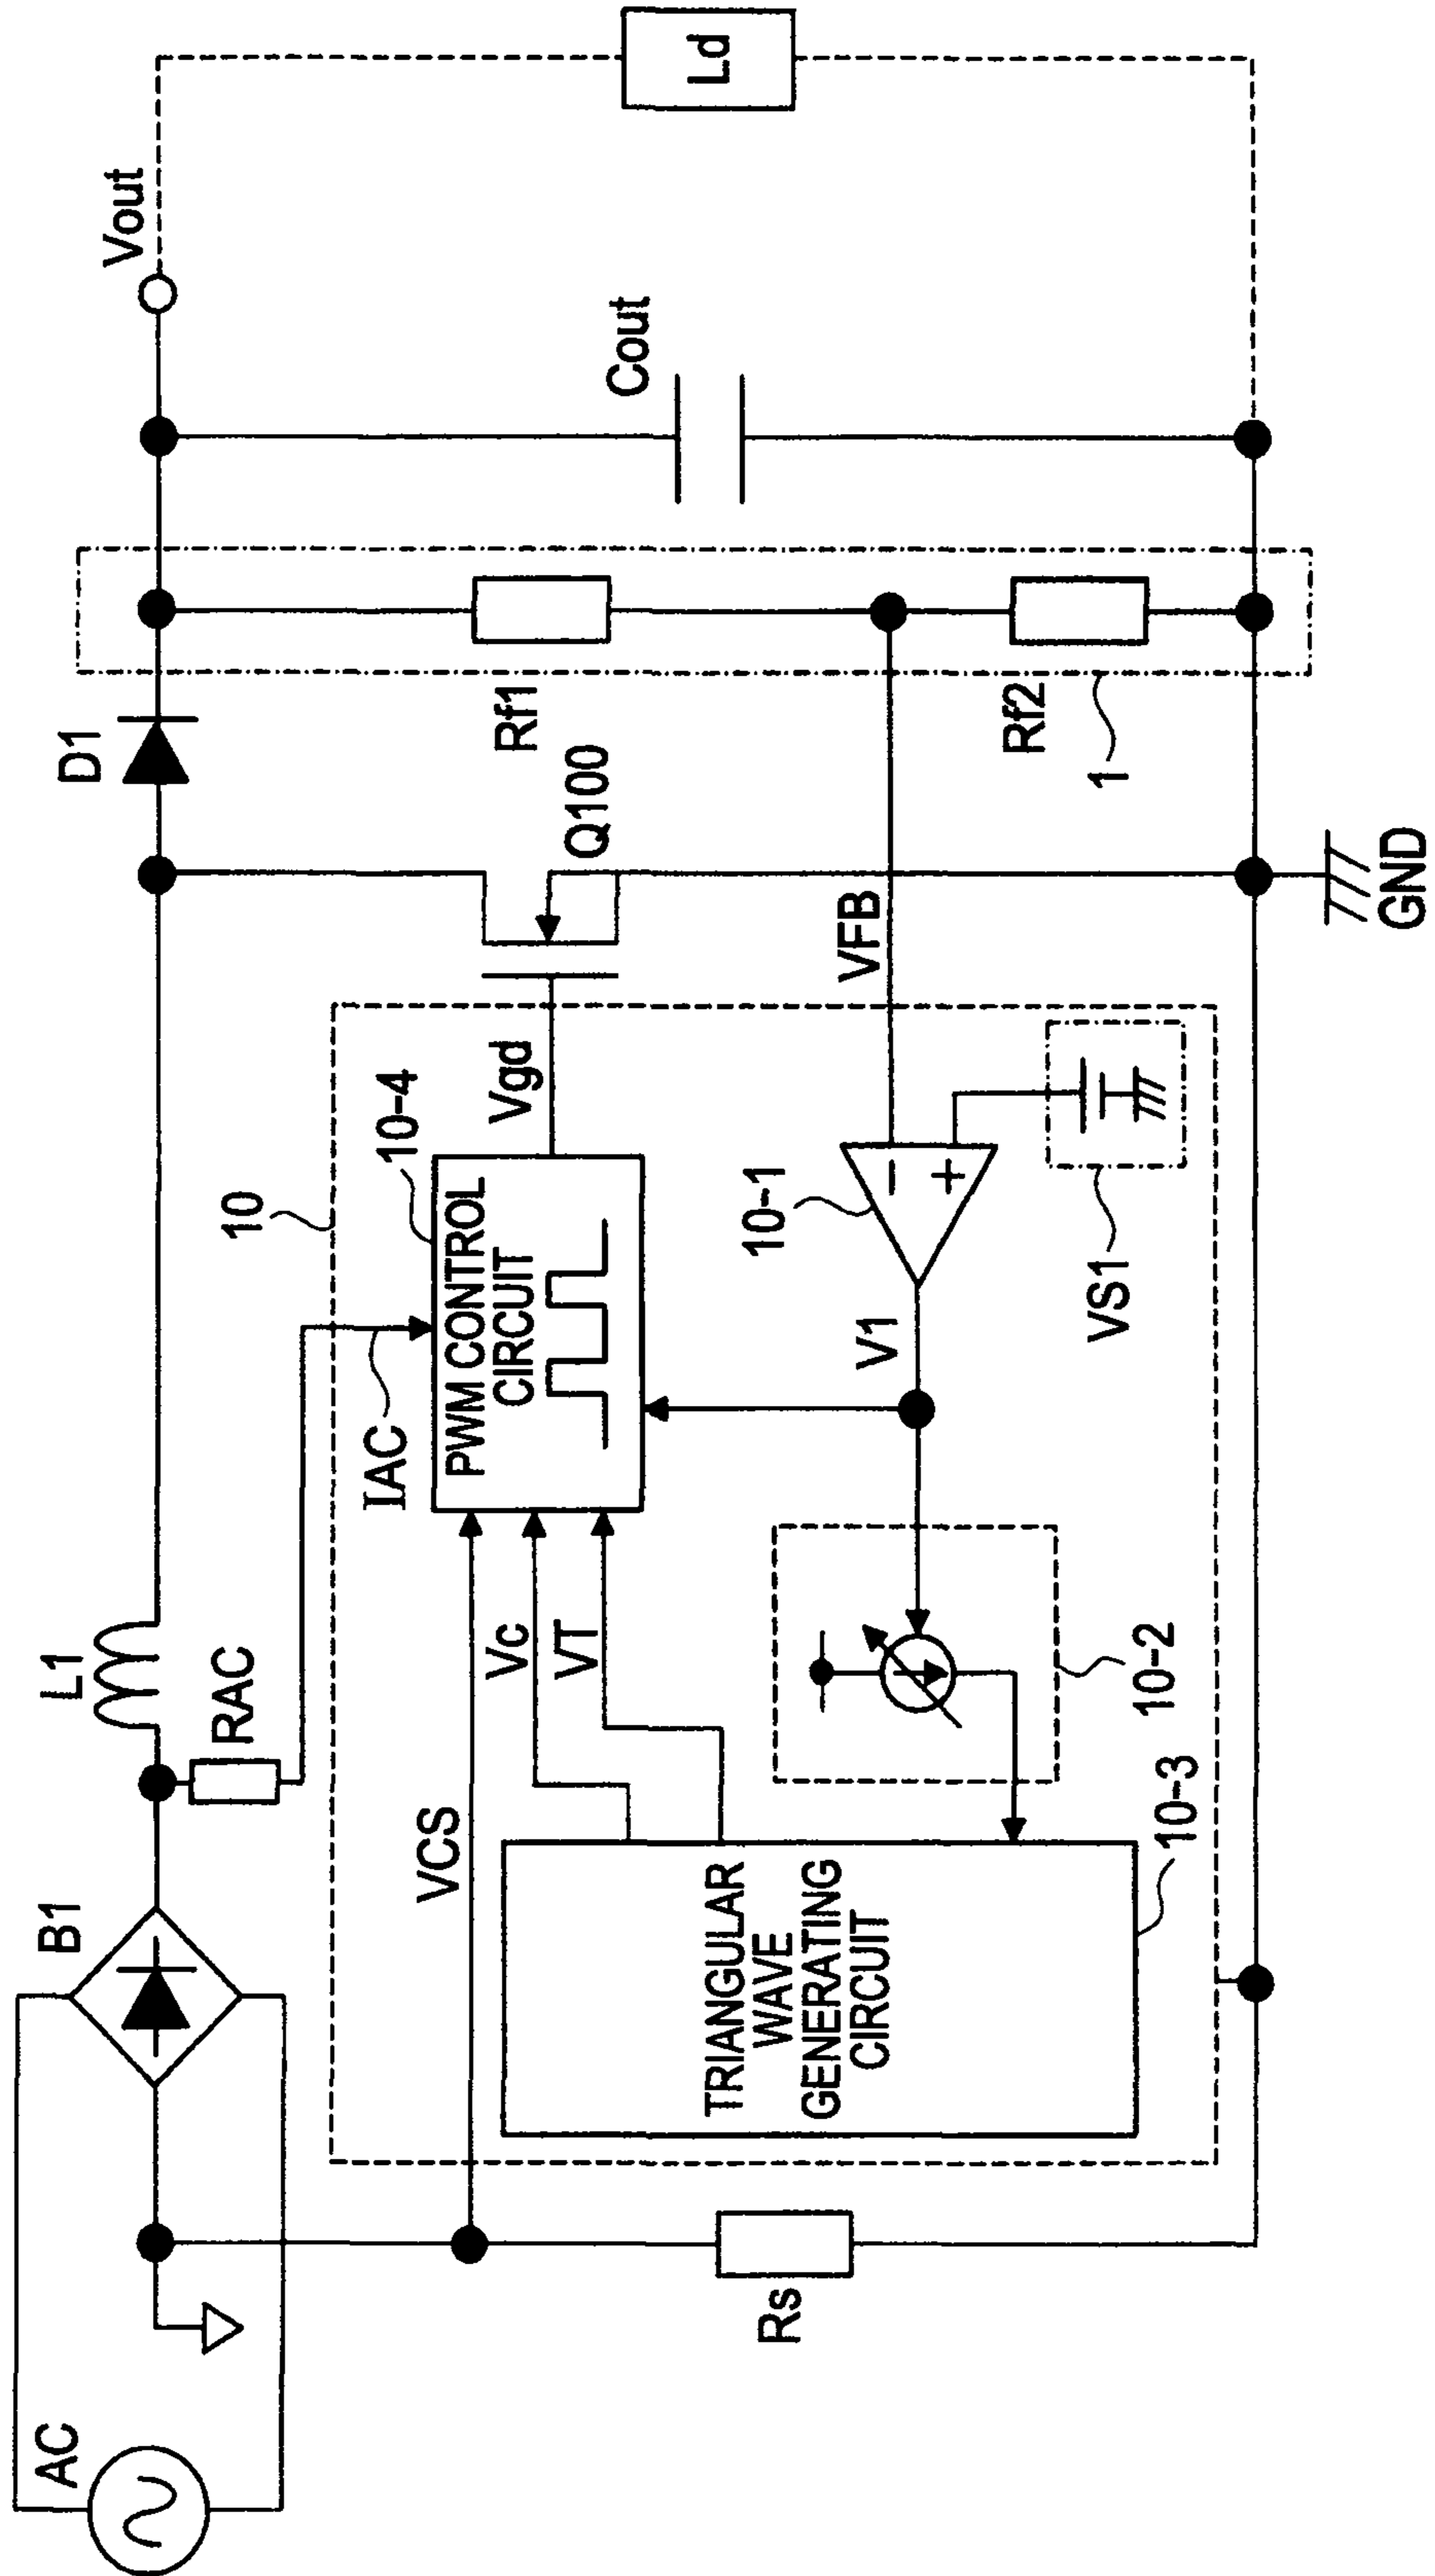 AC
B1
L1
D1
Vout
RAC
IAC
10
10-4
Vgd
Q100
Rf1
Cout
Ld
PWM CONTROL
CIRCUIT
VCS
Vc
VT
V1
10-1
−
+
VFB
Rf2
1
VS1
TRIANGULAR
WAVE
GENERATING
CIRCUIT
10-2
10-3
Rs
GND